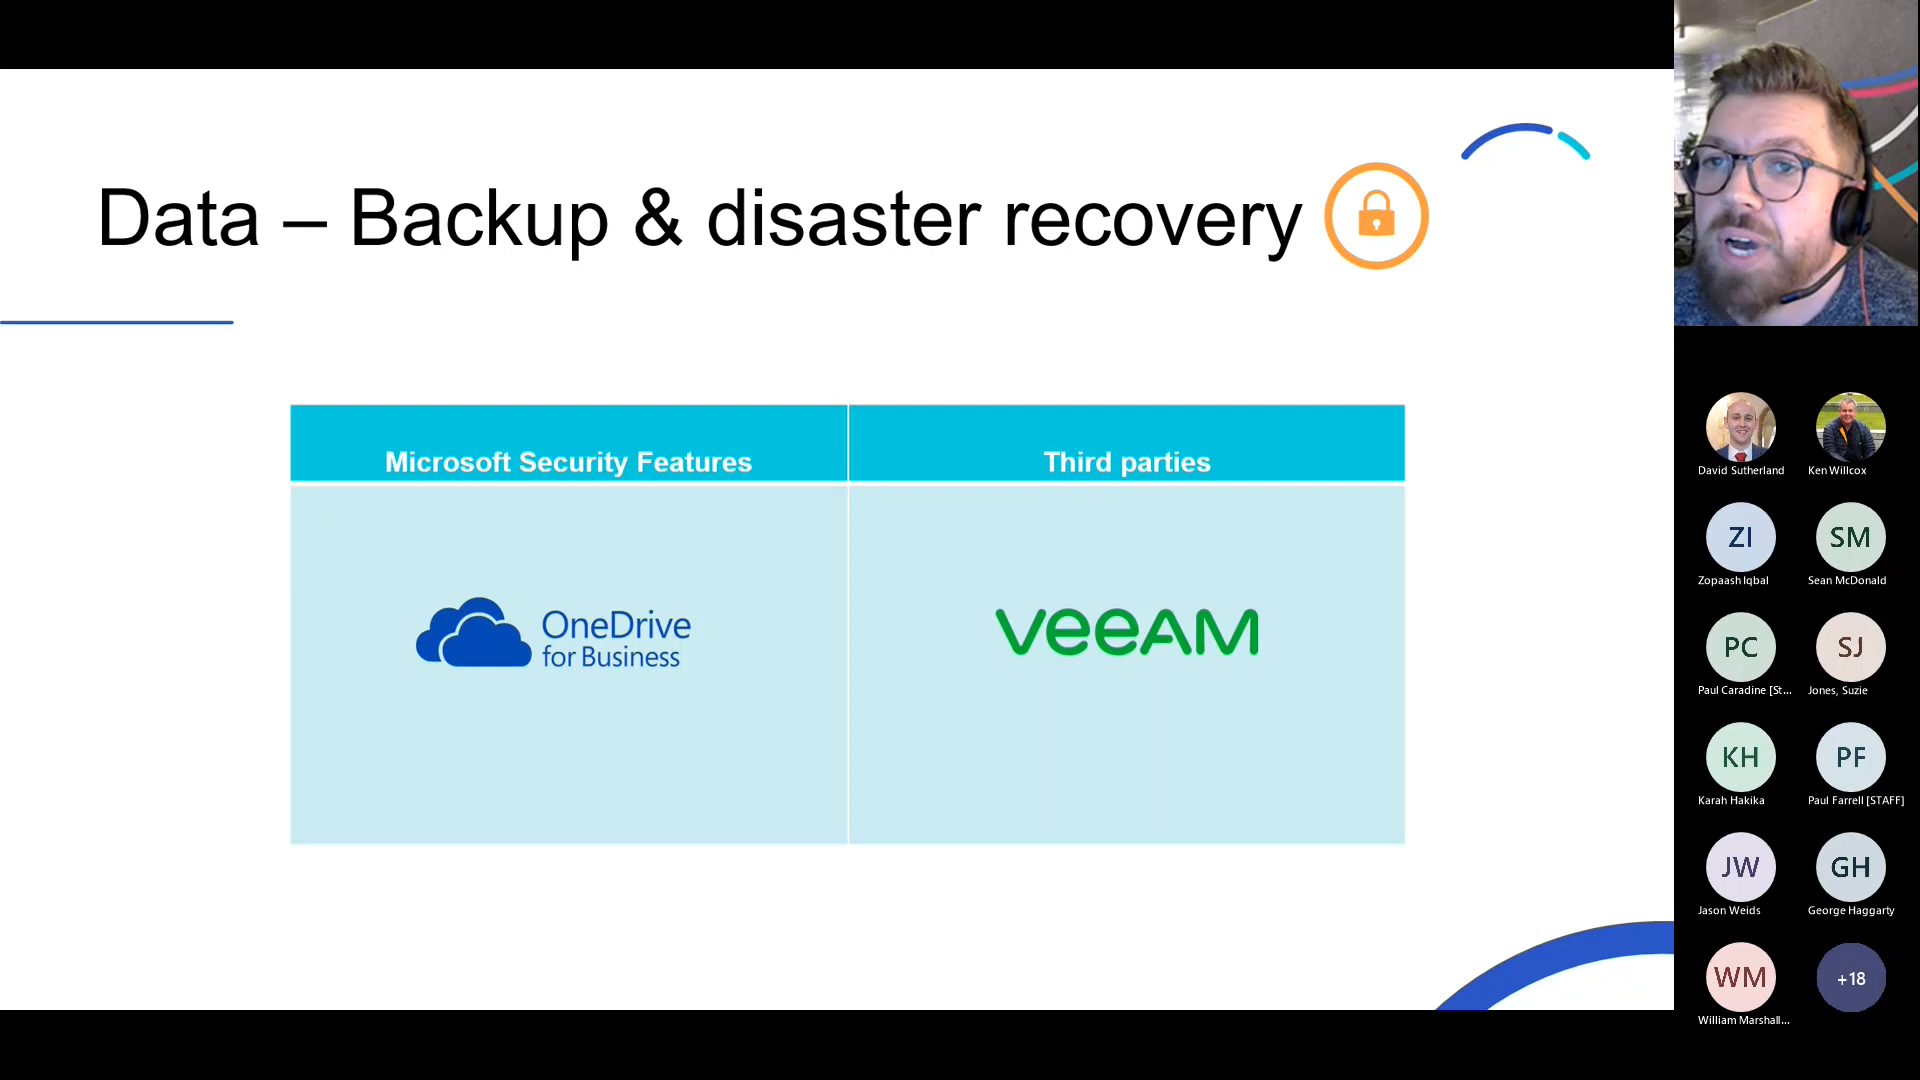 Data – Backup & disaster recovery
Microsoft Security Features
Third parties
OneDrive
for Business
veeAM
David Sutherland
Ken Willcox
ZI
SM
Zopaash Iqbal
Sean McDonald
PC
SJ
Paul Caradine [St...
Jones, Suzie
KH
PF
Karah Hakika
Paul Farrell [STAFF]
JW
GH
Jason Weids
George Haggarty
WM
+18
William Marshall...